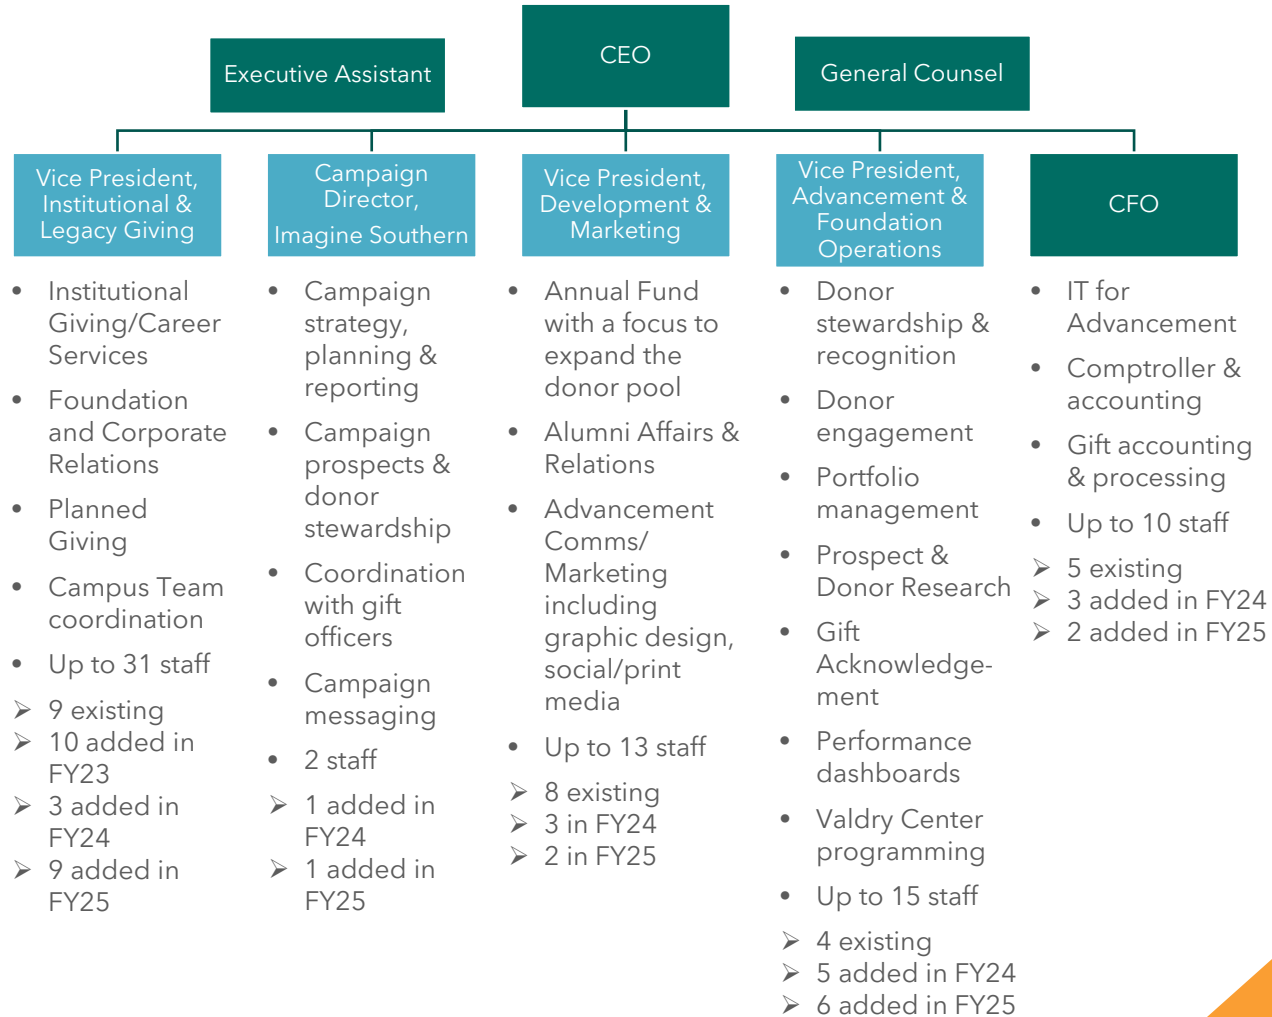 CEO
Executive Assistant
General Counsel
Vice President,
Institutional &
Legacy Giving
Campaign
Director,
Imagine Southern
Vice President,
Development &
Marketing
Vice President,
Advancement &
Foundation
Operations
CFO
• Institutional
Giving/Career
Services
• Foundation
and Corporate
Relations
• Planned
Giving
• Campus Team
coordination
• Up to 31 staff
➢ 9 existing
➢ 10 added in
FY23
➢ 3 added in
FY24
➢ 9 added in
FY25
• Campaign
strategy,
planning &
reporting
• Campaign
prospects &
donor
stewardship
• Coordination
with gift
officers
• Campaign
messaging
• 2 staff
➢ 1 added in
FY24
➢ 1 added in
FY25
• Annual Fund
with a focus to
expand the
donor pool
• Alumni Affairs &
Relations
• Advancement
Comms/
Marketing
including
graphic design,
social/print
media
• Up to 13 staff
➢ 8 existing
➢ 3 in FY24
➢ 2 in FY25
• Donor
stewardship &
recognition
• Donor
engagement
• Portfolio
management
• Prospect &
Donor Research
• Gift
Acknowledge-
ment
• Performance
dashboards
• Valdry Center
programming
• Up to 15 staff
➢ 4 existing
➢ 5 added in FY24
➢ 6 added in FY25
• IT for
Advancement
• Comptroller &
accounting
• Gift accounting
& processing
• Up to 10 staff
➢ 5 existing
➢ 3 added in FY24
➢ 2 added in FY25